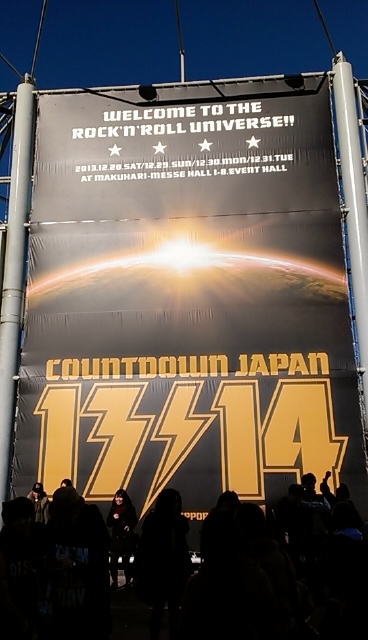 WELCOME TO THE
ROCK'N'ROLL UNIVERSE!!
2013.12.28.SAT/12.29.SUN/12.30.MON/12.31.TUE
AT MAKUHARI-MESSE HALL 1-8.EVENT HALL
COUNTDOWN JAPAN
13/14